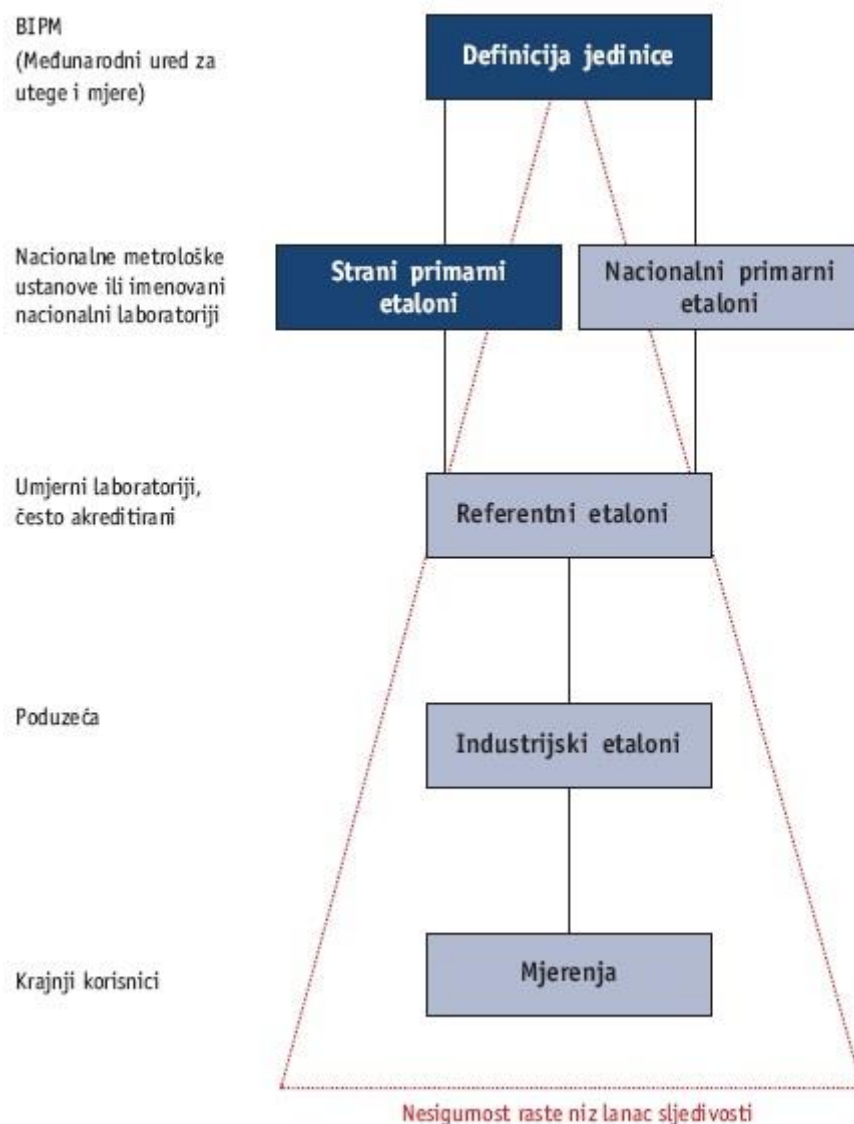 BIPM
(Međunarodni ured za
utege i mjere)
Definicija jedinice
Nacionalne metrološke
ustanove ili imenovani
nacionalni laboratoriji
Strani primarni
etaloni
Nacionalni primarni
etaloni
Umjerni laboratoriji,
često akreditirani
Referentni etaloni
Poduzeća
Industrijski etaloni
Krajnji korisnici
Mjerenja
Nesigurnost raste niz lanac sljedivosti